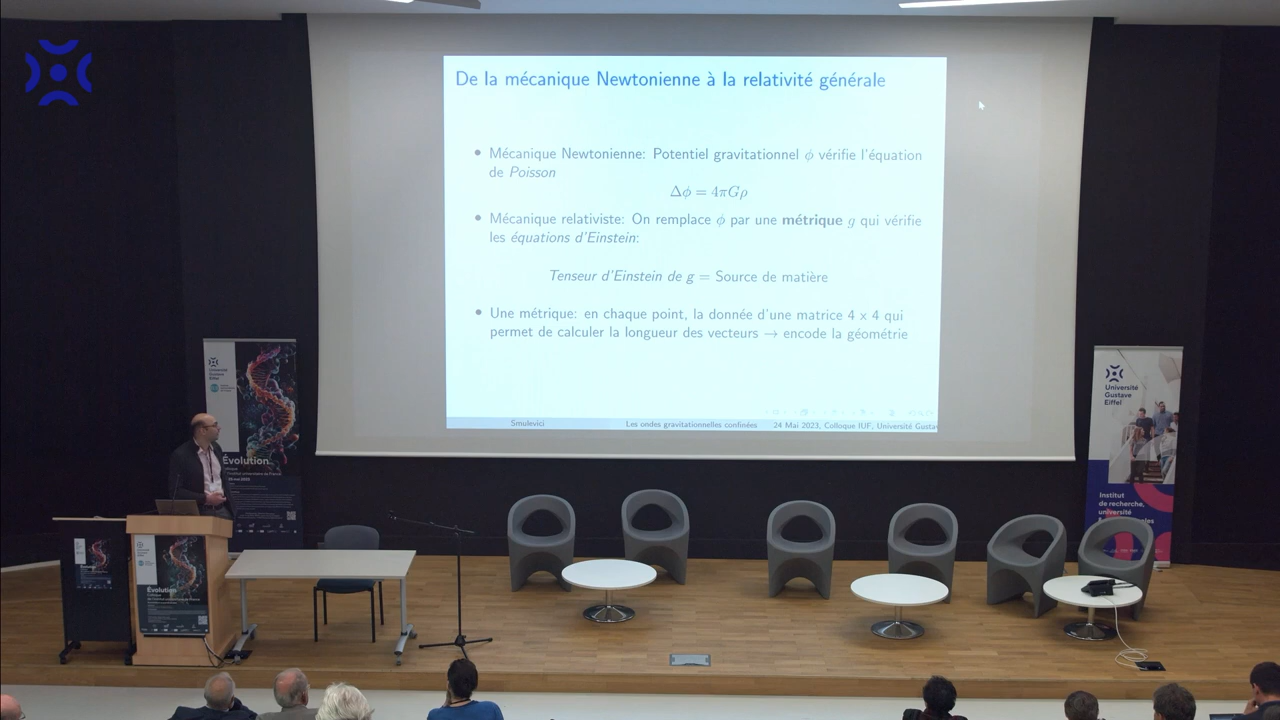 De la mécanique Newtonienne à la relativité générale
• Mécanique Newtonienne: Potentiel gravitationnel ϕ vérifie l'équation
de Poisson
Δϕ = 4πGρ
• Mécanique relativiste: On remplace ϕ par une métrique g qui vérifie
les équations d'Einstein:
Tenseur d'Einstein de g = Source de matière
• Une métrique: en chaque point, la donnée d'une matrice 4 x 4 qui
permet de calculer la longueur des vecteurs → encode la géométrie
Smulevici
Les ondes gravitationnelles confinées
24 Mai 2023, Colloque IUF, Université Gusta
Université
Gustave
Eiffel
Évolution
Université
Gustave
Eiffel
Institut
de recherche,
université
Évolution